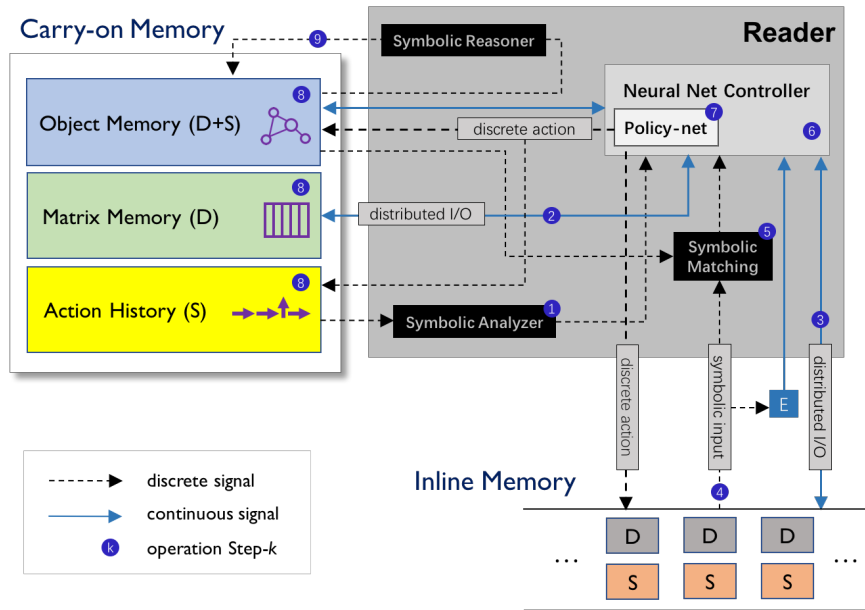 Carry-on Memory
9
Symbolic Reasoner
Reader
8
Object Memory (D+S)
Neural Net Controller
7
Policy-net
6
discrete action
8
Matrix Memory (D)
distributed I/O
2
5
Symbolic
Matching
8
Action History (S)
1
Symbolic Analyzer
3
discrete action
symbolic input
E
distributed I/O
discrete signal
continuous signal
k operation Step-k
Inline Memory
4
D D D
... ...
S S S